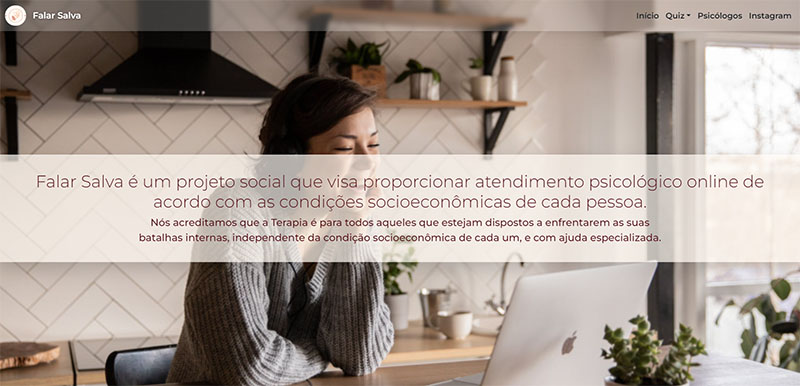 Falar Salva
Início Quiz Psicólogos Instagram
Falar Salva é um projeto social que visa proporcionar atendimento psicológico online de
acordo com as condições socioeconômicas de cada pessoa.
Nós acreditamos que a Terapia é para todos aqueles que estejam dispostos a enfrentarem as suas
batalhas internas, independente da condição socioeconômica de cada um, e com ajuda especializada.